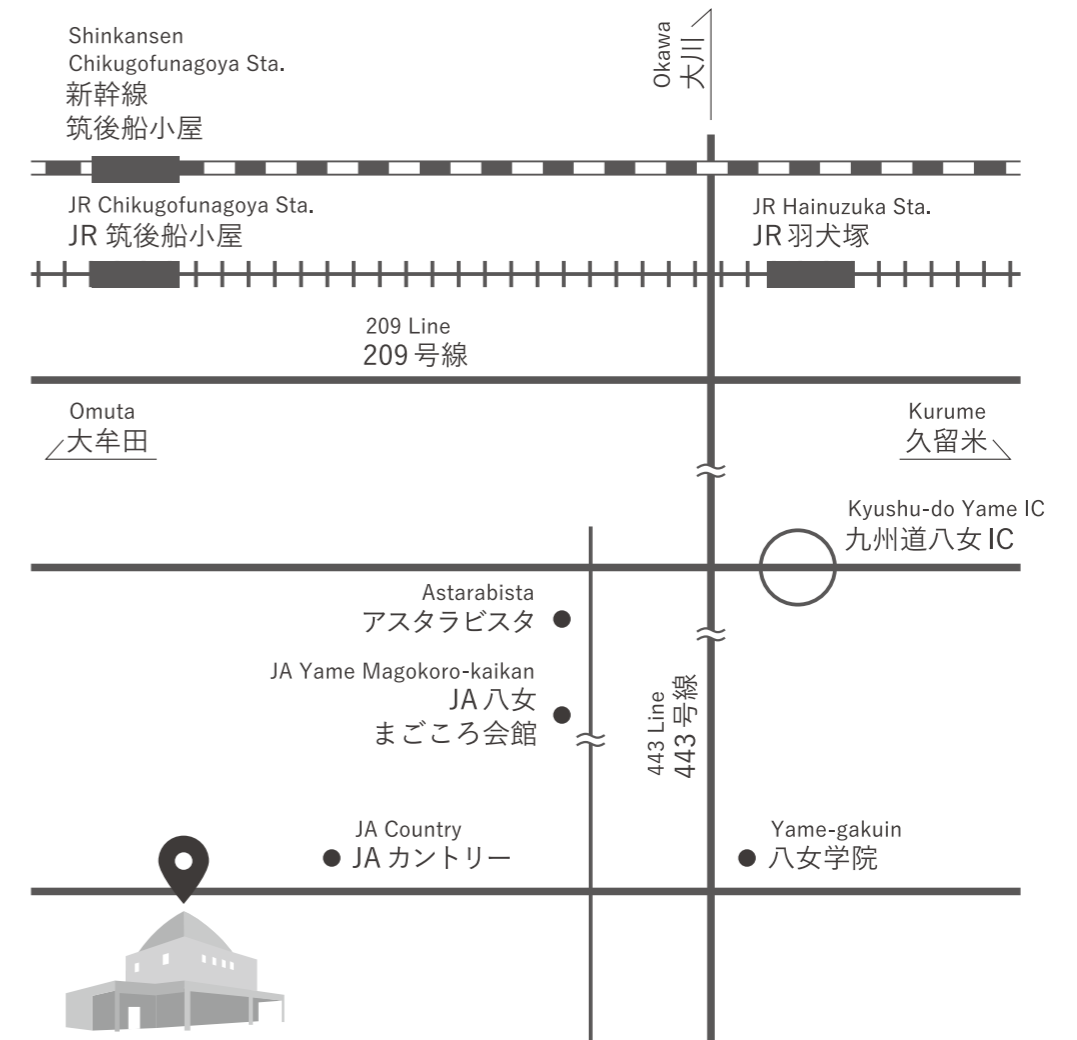 Shinkansen
Chikugofunagoya Sta.
新幹線
筑後船小屋
Okawa
大川
JR Chikugofunagoya Sta.
JR 筑後船小屋
JR Hainuzuka Sta.
JR 羽犬塚
209 Line
209 号線
Omuta
大牟田
Kurume
久留米
Kyushu-do Yame IC
九州道八女 IC
Astarabista
アスタラビスタ
JA Yame Magokoro-kaikan
JA 八女
まごころ会館
443 Line
443 号線
JA Country
JA カントリー
Yame-gakuin
八女学院